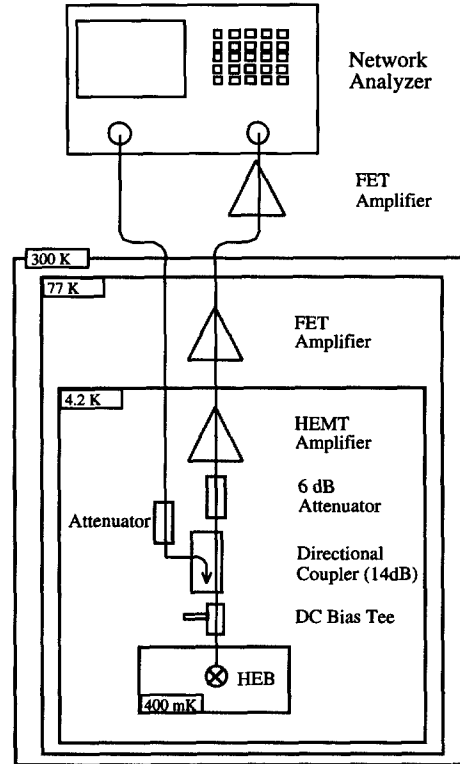 Network
Analyzer
FET
Amplifier
300 K
77 K
FET
Amplifier
4.2 K
HEMT
Amplifier
6 dB
Attenuator
Attenuator
Directional
Coupler (14dB)
DC Bias Tee
HEB
400 mK